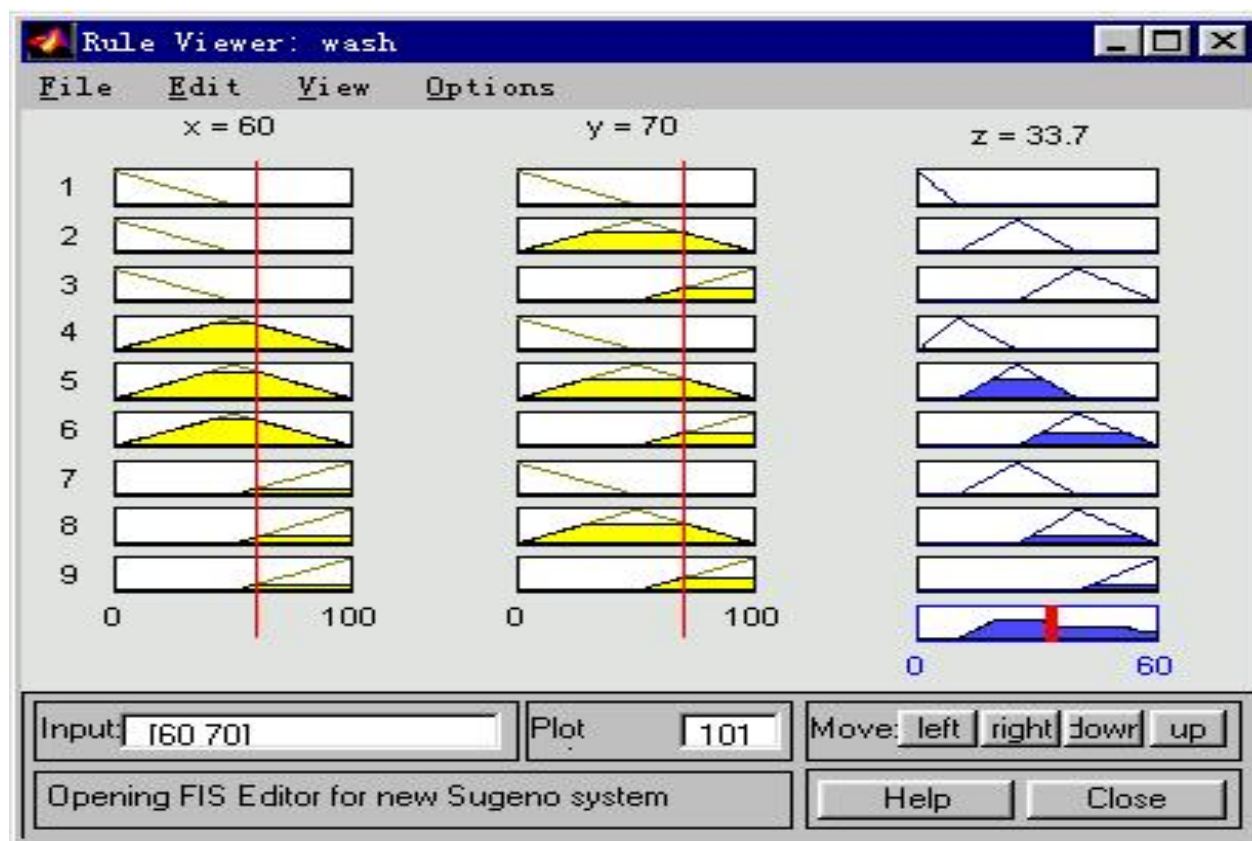 Rule Viewer: wash
File Edit View Options
x = 60 y = 70 z = 33.7
1
2
3
4
5
6
7
8
9
0 100 0 100
0 60
Input: [60 70] Plot 101 Move: left right down up
Opening FIS Editor for new Sugeno system Help Close